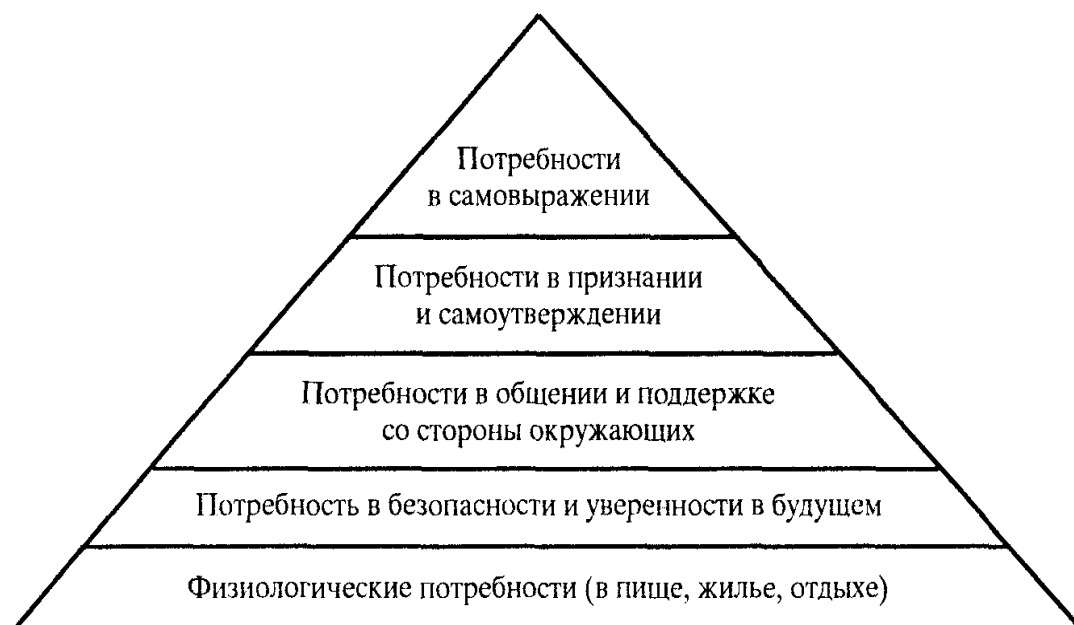 Потребности
в самовыражении
Потребности в признании
и самоутверждении
Потребности в общении и поддержке
со стороны окружающих
Потребность в безопасности и уверенности в будущем
Физиологические потребности (в пище, жилье, отдыхе)